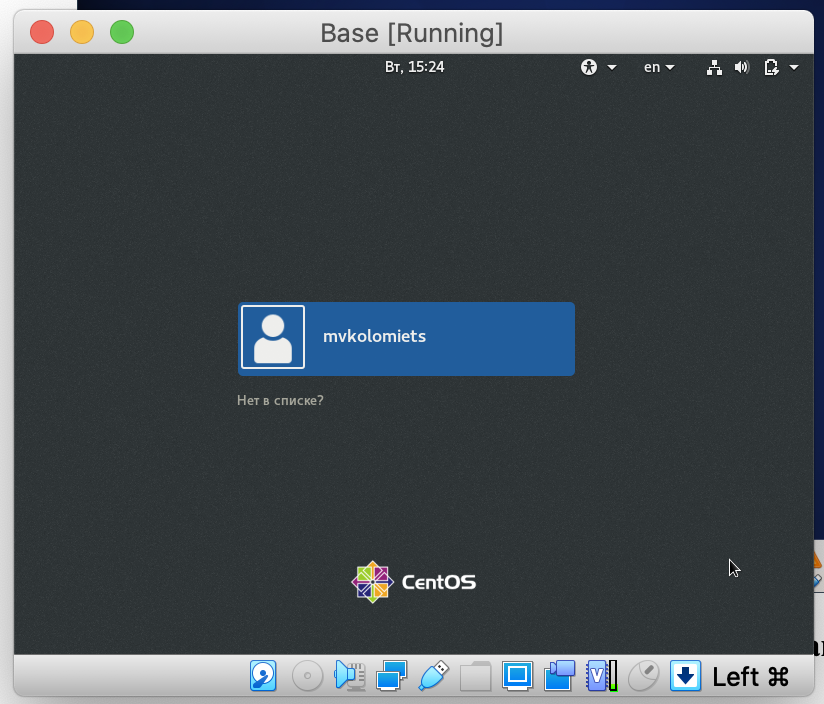 Base [Running]
Вт, 15:24
en
mvkolomiets
Нет в списке?
CentOS
V
Left ⌘